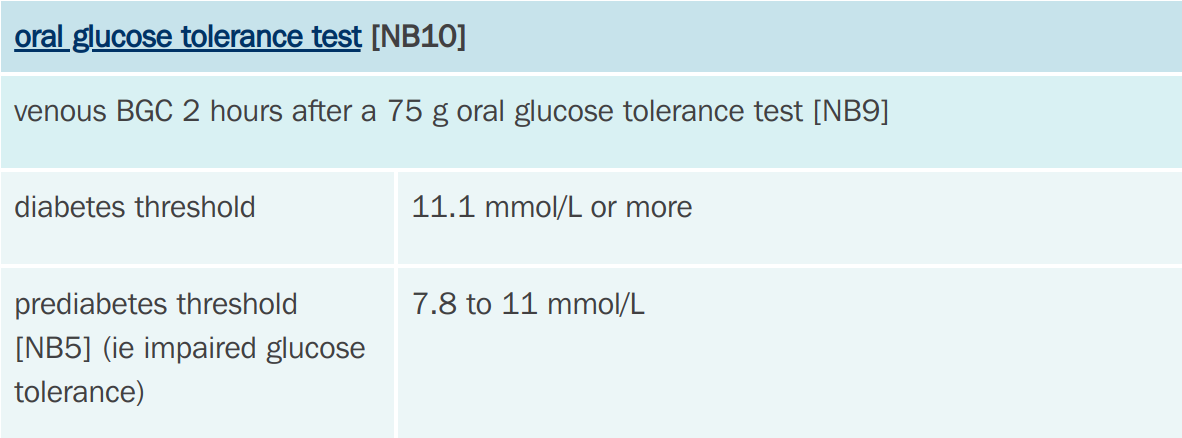 oral glucose tolerance test [NB10]
venous BGC 2 hours after a 75 g oral glucose tolerance test [NB9]
diabetes threshold
11.1 mmol/L or more
prediabetes threshold
[NB5] (ie impaired glucose
tolerance)
7.8 to 11 mmol/L